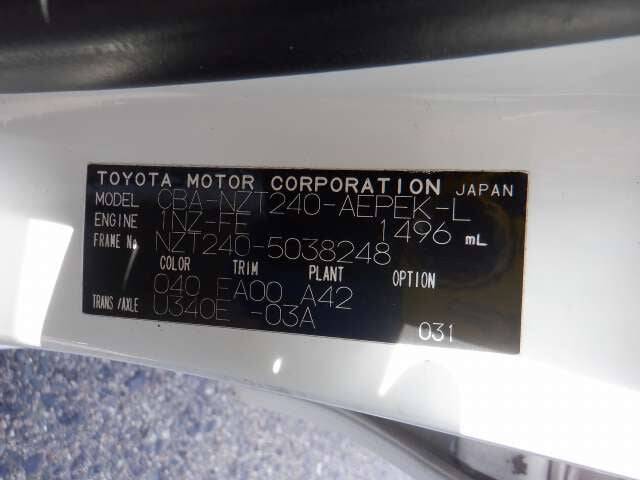 TOYOTA MOTOR CORPORATION JAPAN
MODEL CBA-NZT240-AEPEK-L
ENGINE 1NZ-FE 1496 mL
FRAME No. NZT240-5038248
COLOR TRIM PLANT OPTION
040 FA00 A42
TRANS/AXLE U340E -03A
031